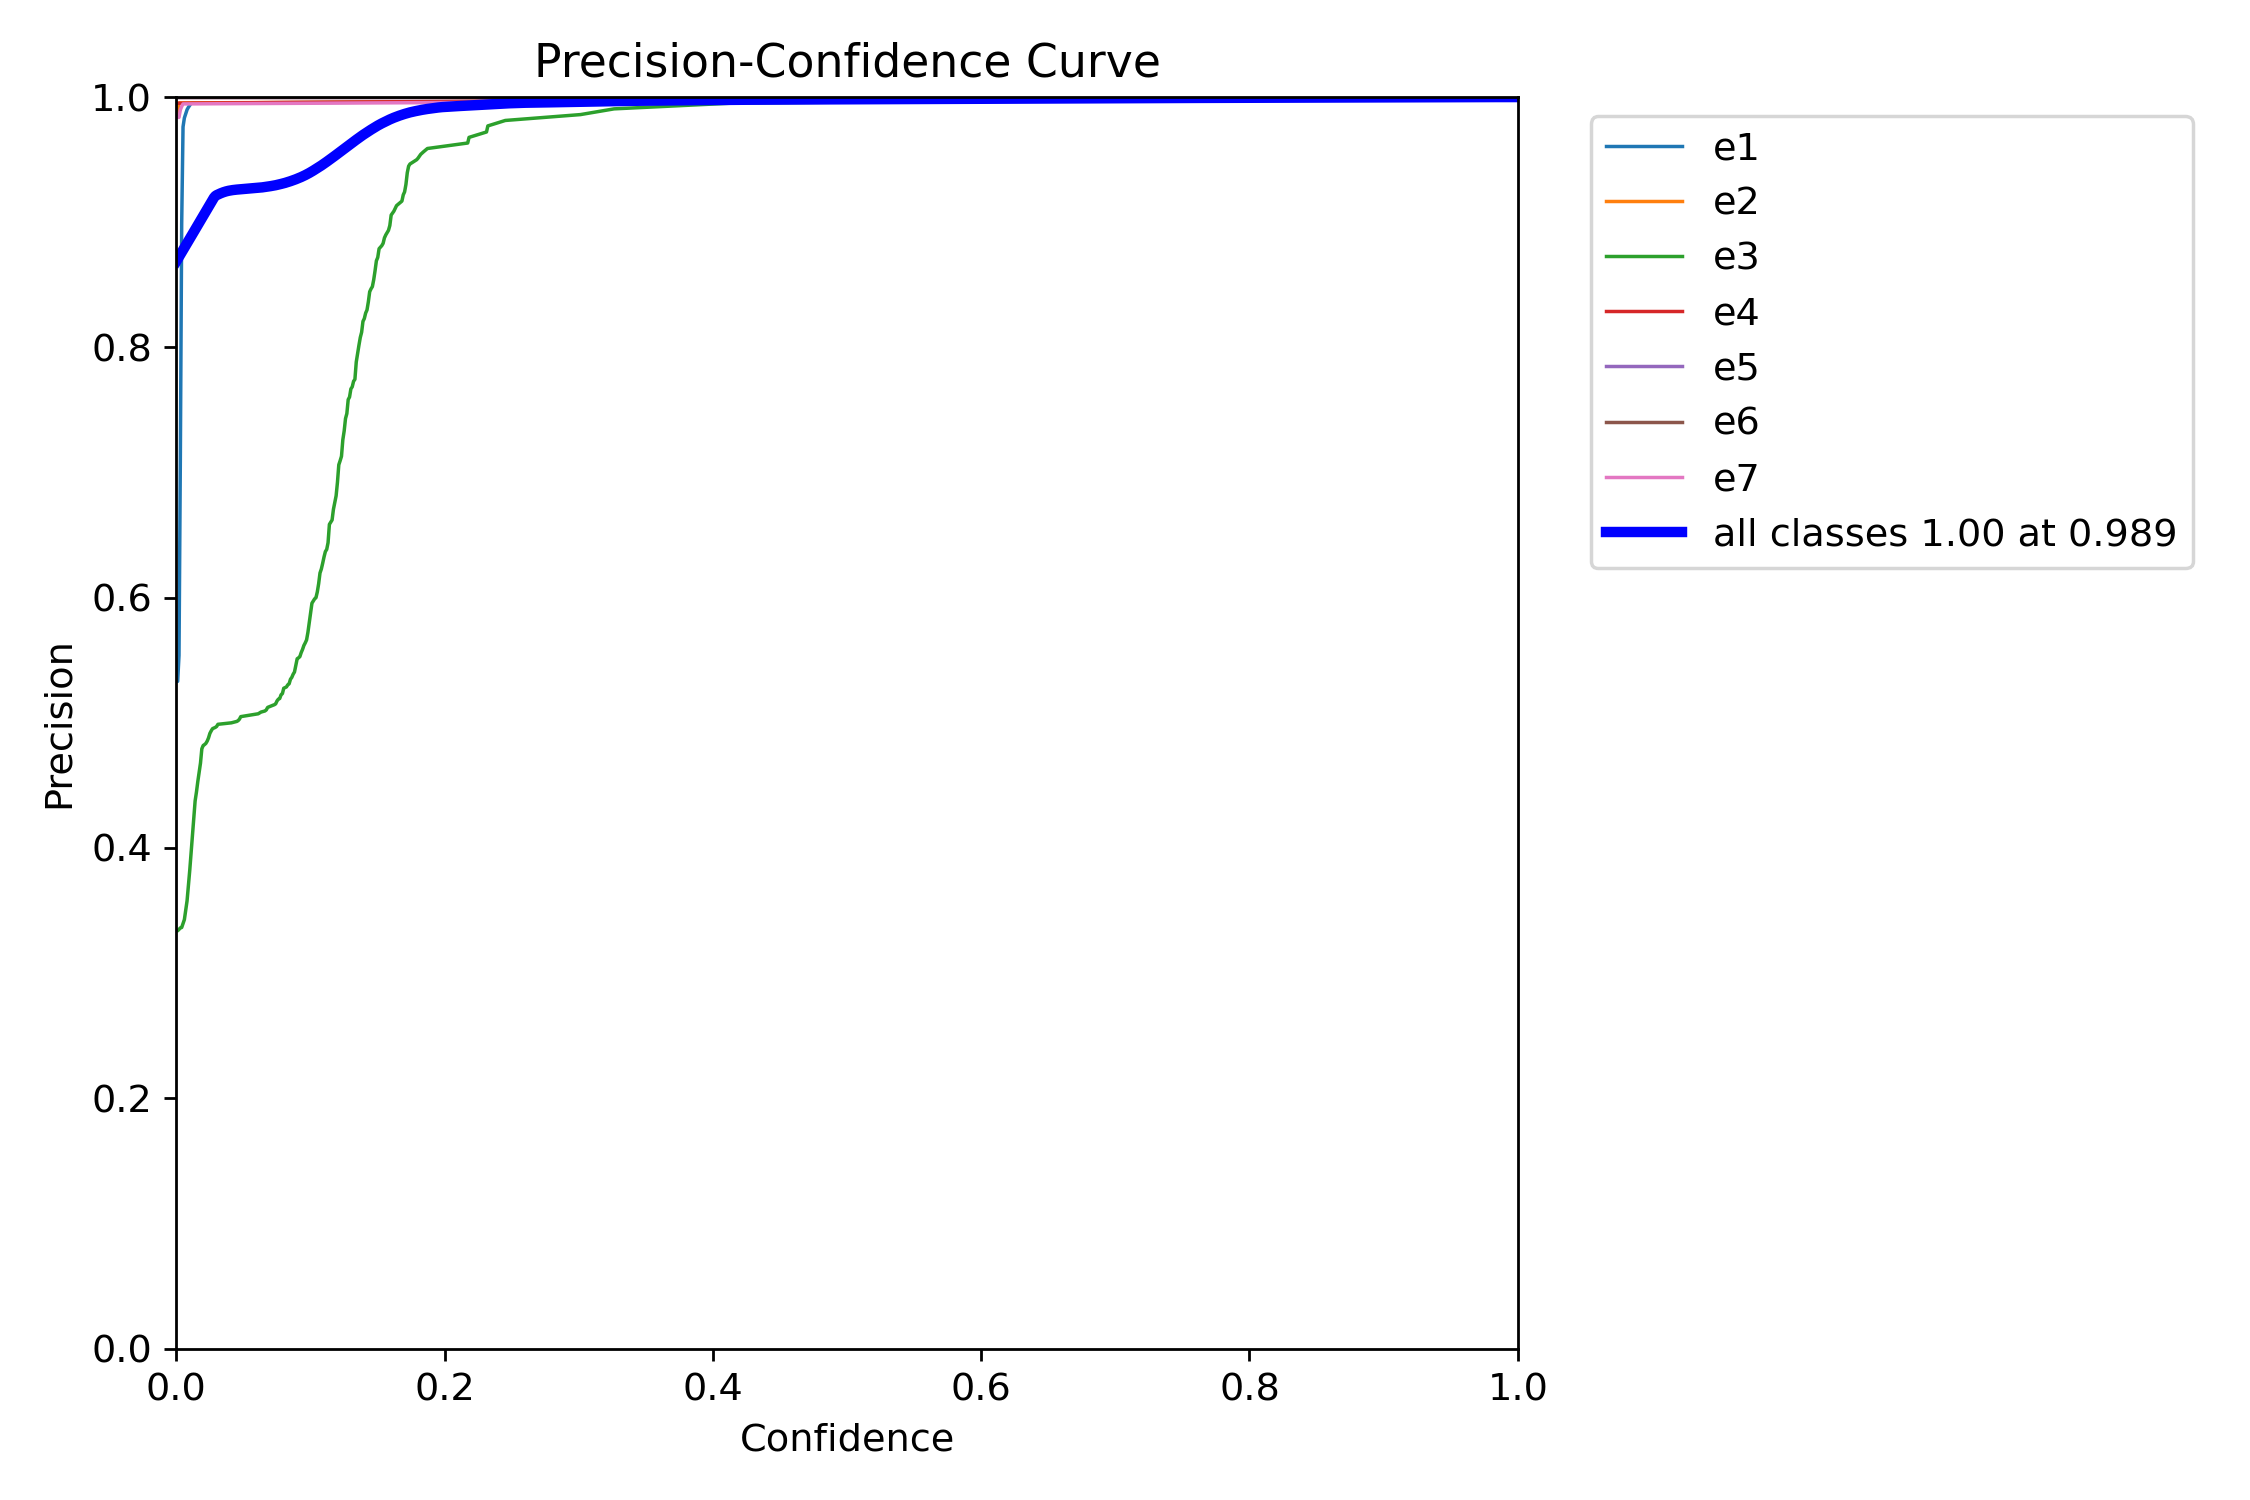 Precision-Confidence Curve
1.0
0.8
0.6
0.4
0.2
0.0
Precision
0.0 0.2 0.4 0.6 0.8 1.0
Confidence
e1
e2
e3
e4
e5
e6
e7
all classes 1.00 at 0.989